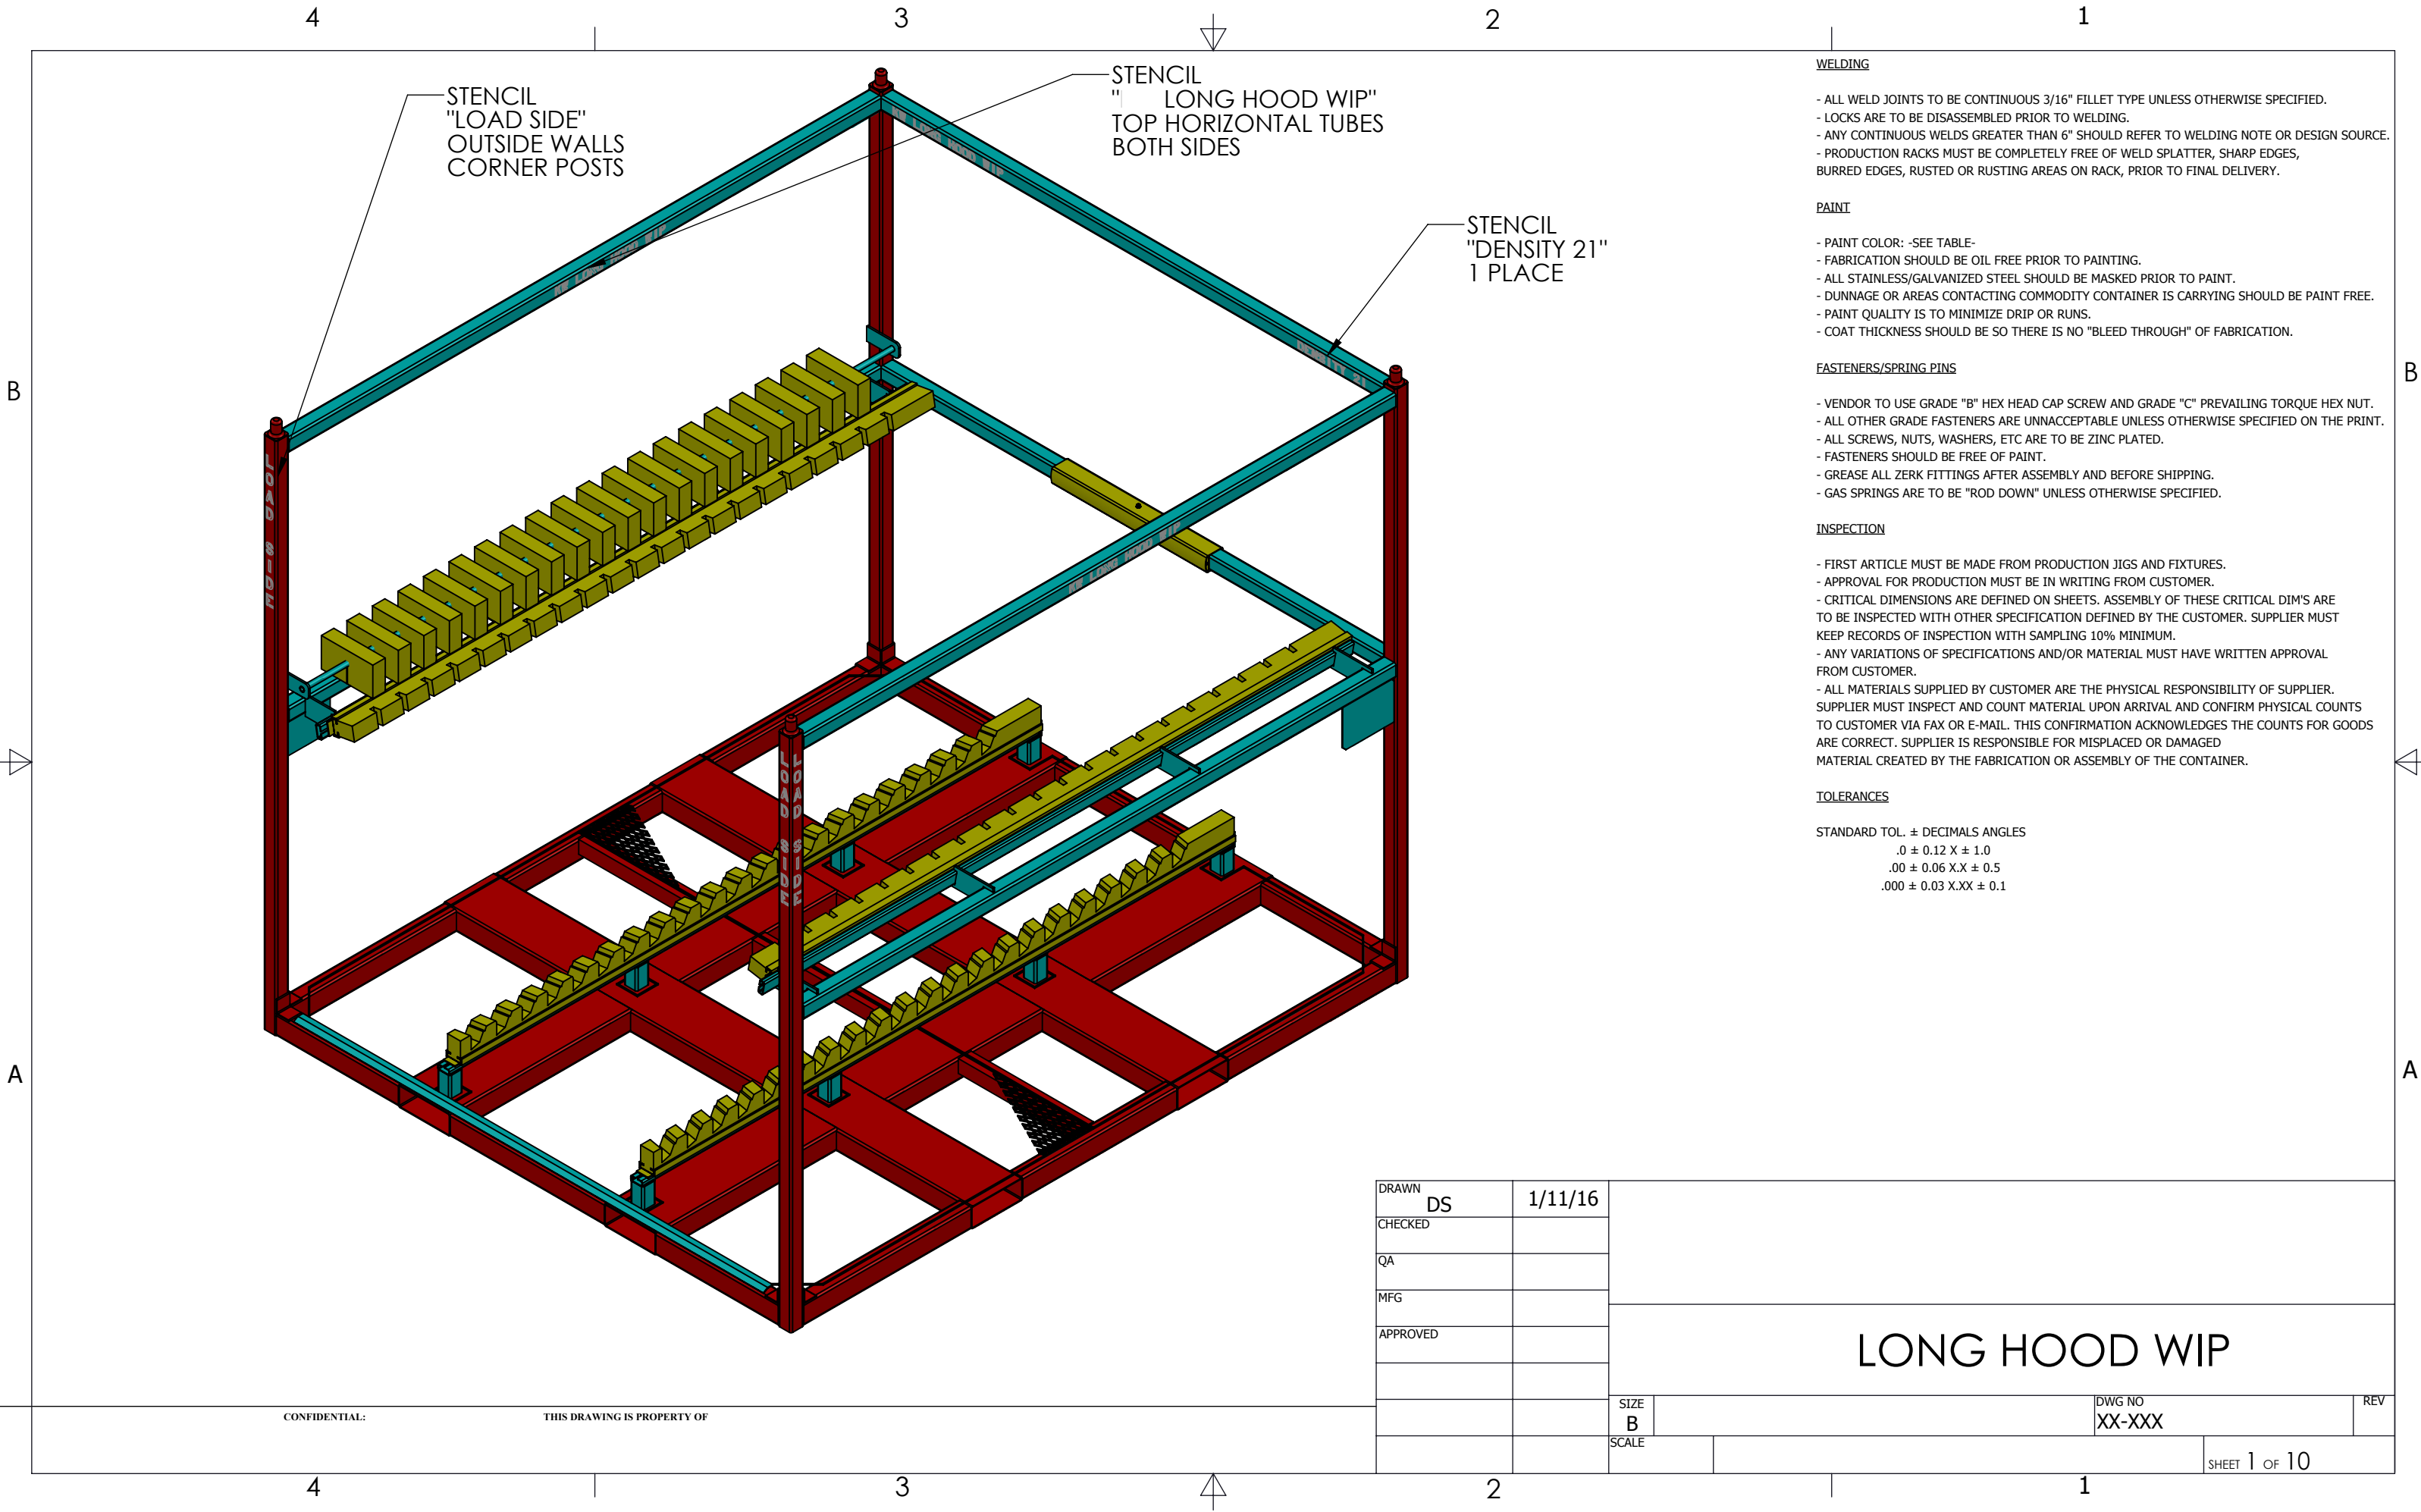 4
3
2
1
STENCIL
"LOAD SIDE"
OUTSIDE WALLS
CORNER POSTS
STENCIL
" LONG HOOD WIP"
TOP HORIZONTAL TUBES
BOTH SIDES
STENCIL
"DENSITY 21"
1 PLACE
LONG HOOD WIP
LONG HOOD WIP
DENSITY 21
LONG HOOD WIP
LOAD SIDE
LOAD SIDE
LOAD SIDE
WELDING
- ALL WELD JOINTS TO BE CONTINUOUS 3/16" FILLET TYPE UNLESS OTHERWISE SPECIFIED.
- LOCKS ARE TO BE DISASSEMBLED PRIOR TO WELDING.
- ANY CONTINUOUS WELDS GREATER THAN 6" SHOULD REFER TO WELDING NOTE OR DESIGN SOURCE.
- PRODUCTION RACKS MUST BE COMPLETELY FREE OF WELD SPLATTER, SHARP EDGES,
BURRED EDGES, RUSTED OR RUSTING AREAS ON RACK, PRIOR TO FINAL DELIVERY.
PAINT
- PAINT COLOR: -SEE TABLE-
- FABRICATION SHOULD BE OIL FREE PRIOR TO PAINTING.
- ALL STAINLESS/GALVANIZED STEEL SHOULD BE MASKED PRIOR TO PAINT.
- DUNNAGE OR AREAS CONTACTING COMMODITY CONTAINER IS CARRYING SHOULD BE PAINT FREE.
- PAINT QUALITY IS TO MINIMIZE DRIP OR RUNS.
- COAT THICKNESS SHOULD BE SO THERE IS NO "BLEED THROUGH" OF FABRICATION.
FASTENERS/SPRING PINS
- VENDOR TO USE GRADE "B" HEX HEAD CAP SCREW AND GRADE "C" PREVAILING TORQUE HEX NUT.
- ALL OTHER GRADE FASTENERS ARE UNNACCEPTABLE UNLESS OTHERWISE SPECIFIED ON THE PRINT.
- ALL SCREWS, NUTS, WASHERS, ETC ARE TO BE ZINC PLATED.
- FASTENERS SHOULD BE FREE OF PAINT.
- GREASE ALL ZERK FITTINGS AFTER ASSEMBLY AND BEFORE SHIPPING.
- GAS SPRINGS ARE TO BE "ROD DOWN" UNLESS OTHERWISE SPECIFIED.
INSPECTION
- FIRST ARTICLE MUST BE MADE FROM PRODUCTION JIGS AND FIXTURES.
- APPROVAL FOR PRODUCTION MUST BE IN WRITING FROM CUSTOMER.
- CRITICAL DIMENSIONS ARE DEFINED ON SHEETS. ASSEMBLY OF THESE CRITICAL DIM'S ARE
TO BE INSPECTED WITH OTHER SPECIFICATION DEFINED BY THE CUSTOMER. SUPPLIER MUST
KEEP RECORDS OF INSPECTION WITH SAMPLING 10% MINIMUM.
- ANY VARIATIONS OF SPECIFICATIONS AND/OR MATERIAL MUST HAVE WRITTEN APPROVAL
FROM CUSTOMER.
- ALL MATERIALS SUPPLIED BY CUSTOMER ARE THE PHYSICAL RESPONSIBILITY OF SUPPLIER.
SUPPLIER MUST INSPECT AND COUNT MATERIAL UPON ARRIVAL AND CONFIRM PHYSICAL COUNTS
TO CUSTOMER VIA FAX OR E-MAIL. THIS CONFIRMATION ACKNOWLEDGES THE COUNTS FOR GOODS
ARE CORRECT. SUPPLIER IS RESPONSIBLE FOR MISPLACED OR DAMAGED
MATERIAL CREATED BY THE FABRICATION OR ASSEMBLY OF THE CONTAINER.
TOLERANCES
STANDARD TOL. ± DECIMALS ANGLES
.0 ± 0.12 X ± 1.0
.00 ± 0.06 X.X ± 0.5
.000 ± 0.03 X.XX ± 0.1
B
B
A
A
DRAWN
DS
1/11/16
CHECKED
QA
MFG
APPROVED
LONG HOOD WIP
SIZE
B
DWG NO
XX-XXX
REV
SCALE
SHEET 1 OF 10
CONFIDENTIAL:
THIS DRAWING IS PROPERTY OF
4
3
2
1